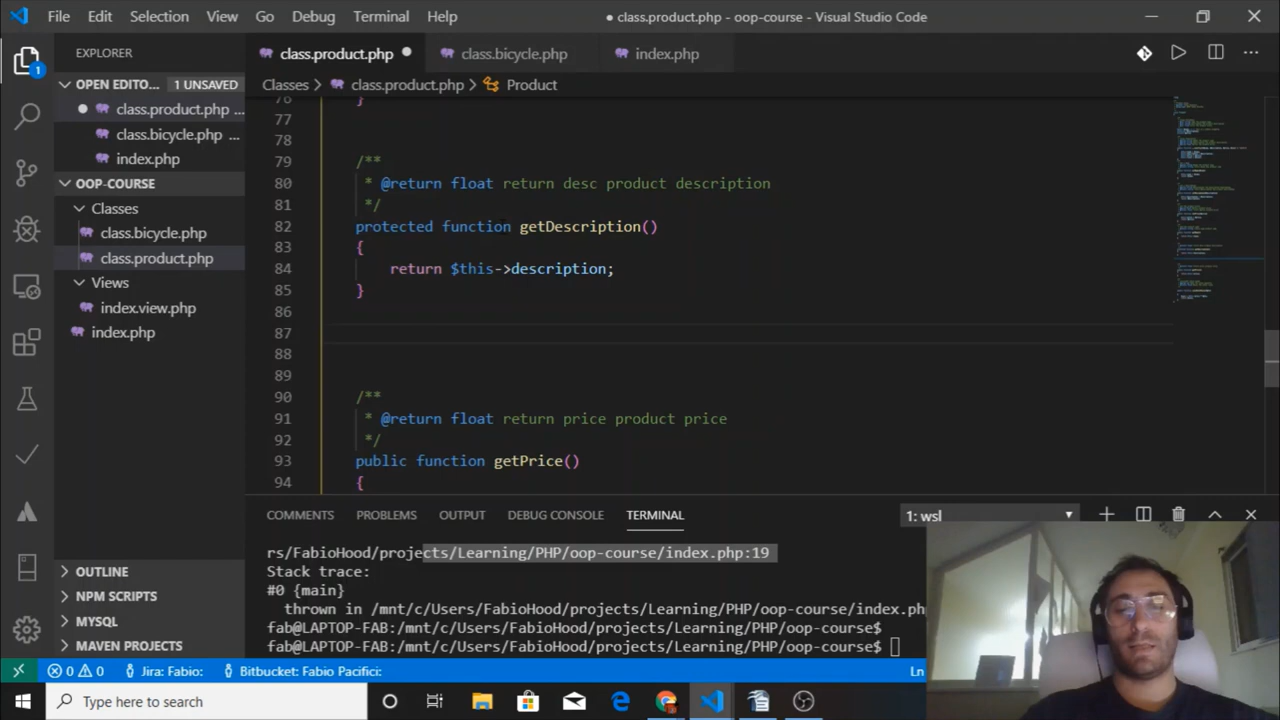 File Edit Selection View Go Debug Terminal Help
● class.product.php - oop-course - Visual Studio Code
EXPLORER
class.product.php
class.bicycle.php
index.php
OPEN EDITO... 1 UNSAVED
Classes > class.product.php > Product
class.product.php ...
class.bicycle.php ...
index.php
OOP-COURSE
Classes
class.bicycle.php
class.product.php
Views
index.view.php
index.php
OUTLINE
NPM SCRIPTS
MYSQL
MAVEN PROJECTS
76 }
77
78
79 /**
80 * @return float return desc product description
81 */
82 protected function getDescription()
83 {
84 return $this->description;
85 }
86
87
88
89
90 /**
91 * @return float return price product price
92 */
93 public function getPrice()
94 {
COMMENTS PROBLEMS OUTPUT DEBUG CONSOLE TERMINAL 1: wsl
rs/FabioHood/projects/Learning/PHP/oop-course/index.php:19
Stack trace:
#0 {main}
thrown in /mnt/c/Users/FabioHood/projects/Learning/PHP/oop-course/index.ph
fab@LAPTOP-FAB:/mnt/c/Users/FabioHood/projects/Learning/PHP/oop-course$
fab@LAPTOP-FAB:/mnt/c/Users/FabioHood/projects/Learning/PHP/oop-course$
0 0 Jira: Fabio: Bitbucket: Fabio Pacifici: Ln
Type here to search